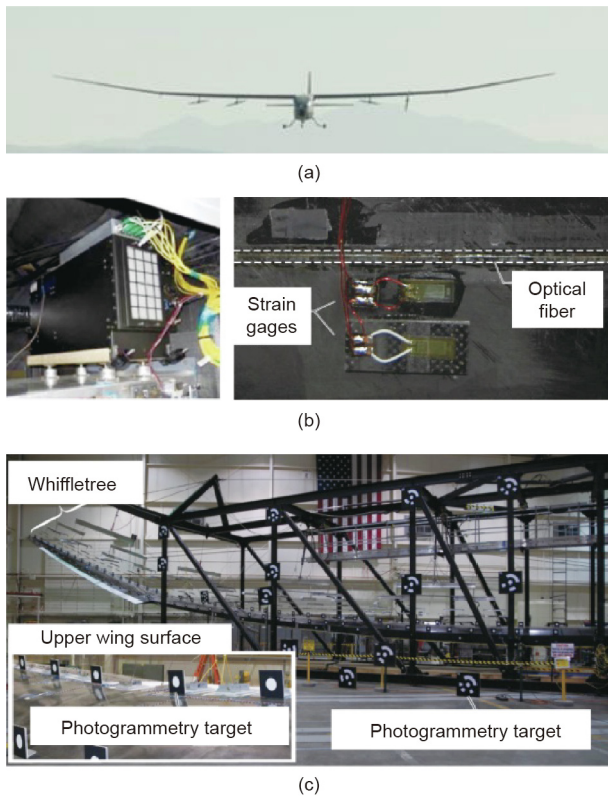 (a)
Strain
gages
Optical
fiber
(b)
Whiffletree
Upper wing surface
Photogrammetry target
Photogrammetry target
(c)